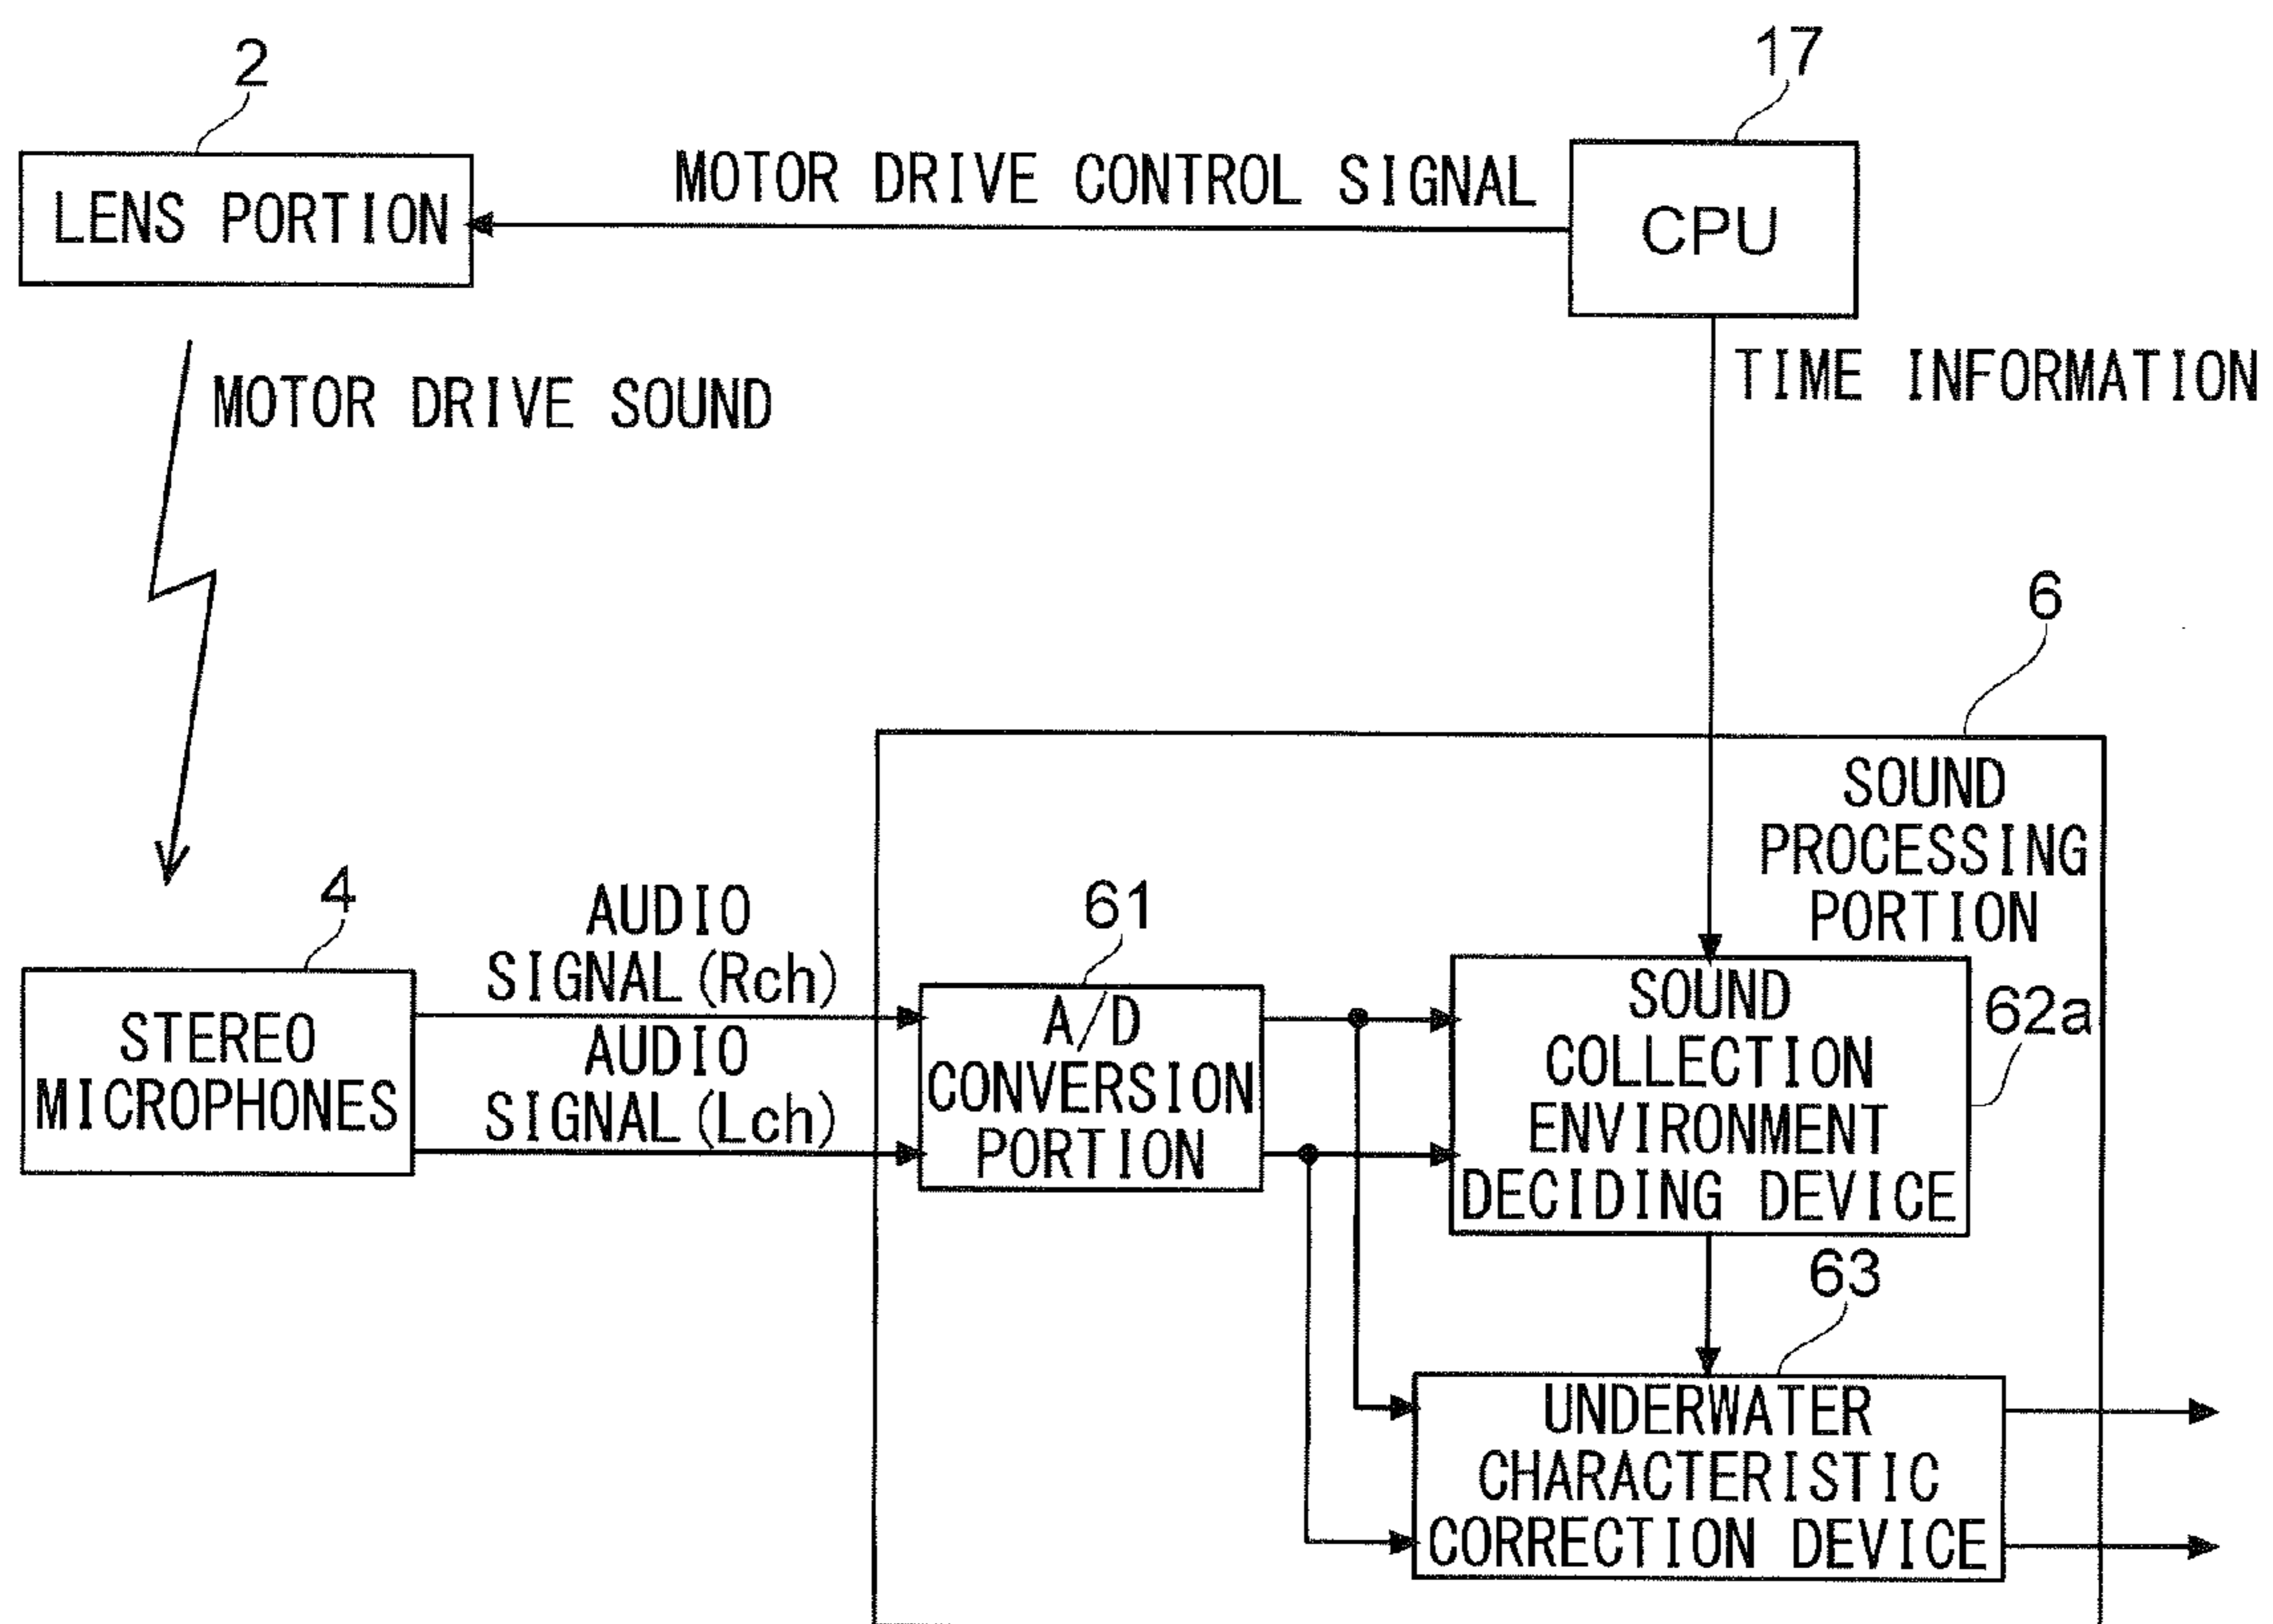 2
17
LENS PORTION
MOTOR DRIVE CONTROL SIGNAL
CPU
MOTOR DRIVE SOUND
TIME INFORMATION
6
SOUND
PROCESSING
PORTION
4
STEREO
MICROPHONES
AUDIO
SIGNAL(Rch)
AUDIO
SIGNAL(Lch)
61
A/D
CONVERSION
PORTION
SOUND
COLLECTION
ENVIRONMENT
DECIDING DEVICE
62a
63
UNDERWATER
CHARACTERISTIC
CORRECTION DEVICE